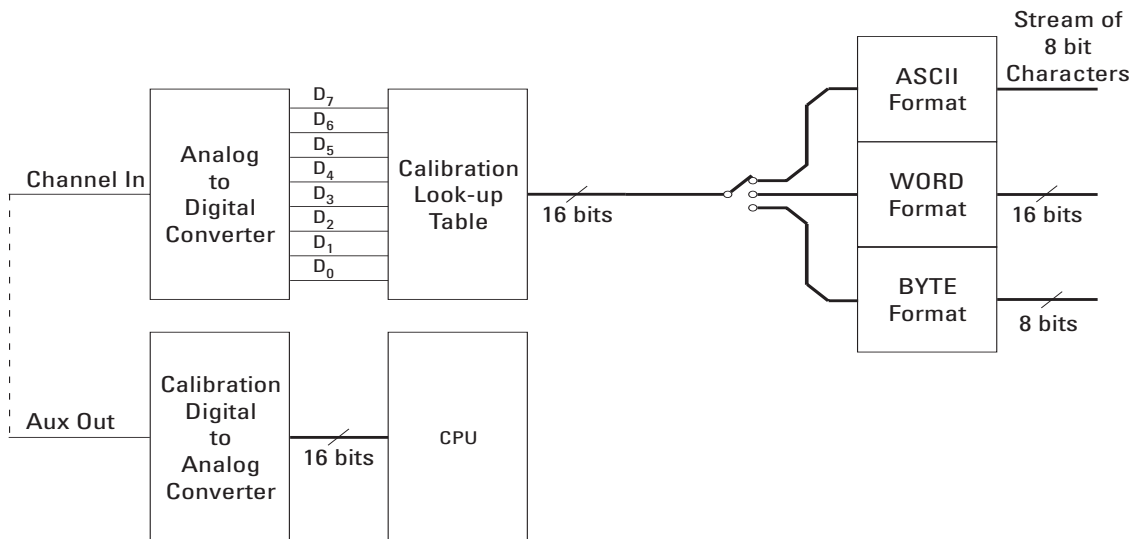 Stream of
8 bit
Characters
ASCII
Format
D7
D6
D5
D4
D3
D2
D1
D0
Channel In
Analog
to
Digital
Converter
Calibration
Look-up
Table
16 bits
WORD
Format
16 bits
BYTE
Format
8 bits
Aux Out
Calibration
Digital
to
Analog
Converter
16 bits
CPU